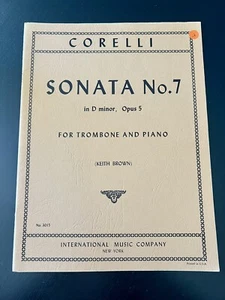 CORELLI
SONATA No.7
in D minor, Opus 5
FOR TROMBONE AND PIANO
(KEITH BROWN)
INTERNATIONAL MUSIC COMPANY
NEW YORK